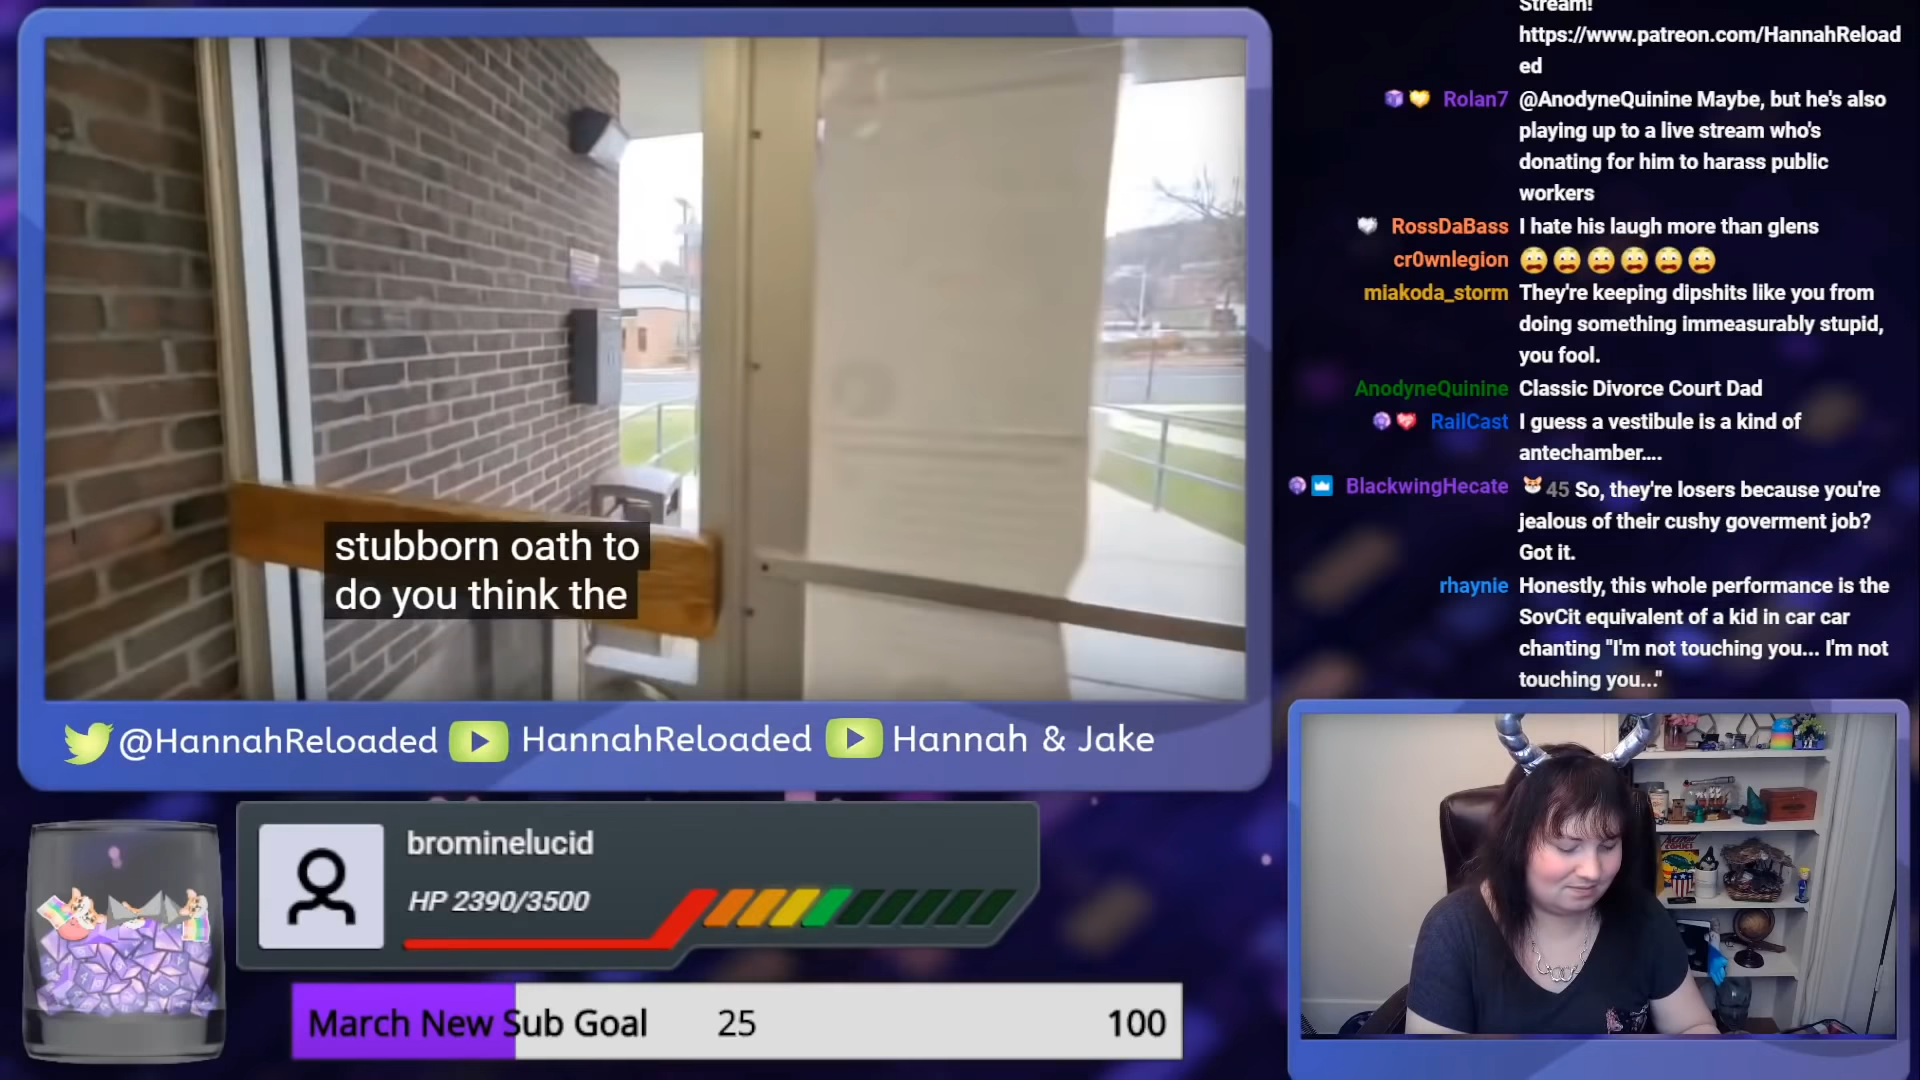 stubborn oath to
do you think the
@HannahReloaded HannahReloaded Hannah & Jake
brominelucid
HP 2390/3500
March New Sub Goal 25 100
Stream!
https://www.patreon.com/HannahReload
ed
Rolan7 @AnodyneQuinine Maybe, but he's also
playing up to a live stream who's
donating for him to harass public
workers
RossDaBass I hate his laugh more than glens
cr0wnlegion
miakoda_storm They're keeping dipshits like you from
doing something immeasurably stupid,
you fool.
AnodyneQuinine Classic Divorce Court Dad
RailCast I guess a vestibule is a kind of
antechamber....
BlackwingHecate 45 So, they're losers because you're
jealous of their cushy goverment job?
Got it.
rhaynie Honestly, this whole performance is the
SovCit equivalent of a kid in car car
chanting "I'm not touching you... I'm not
touching you..."